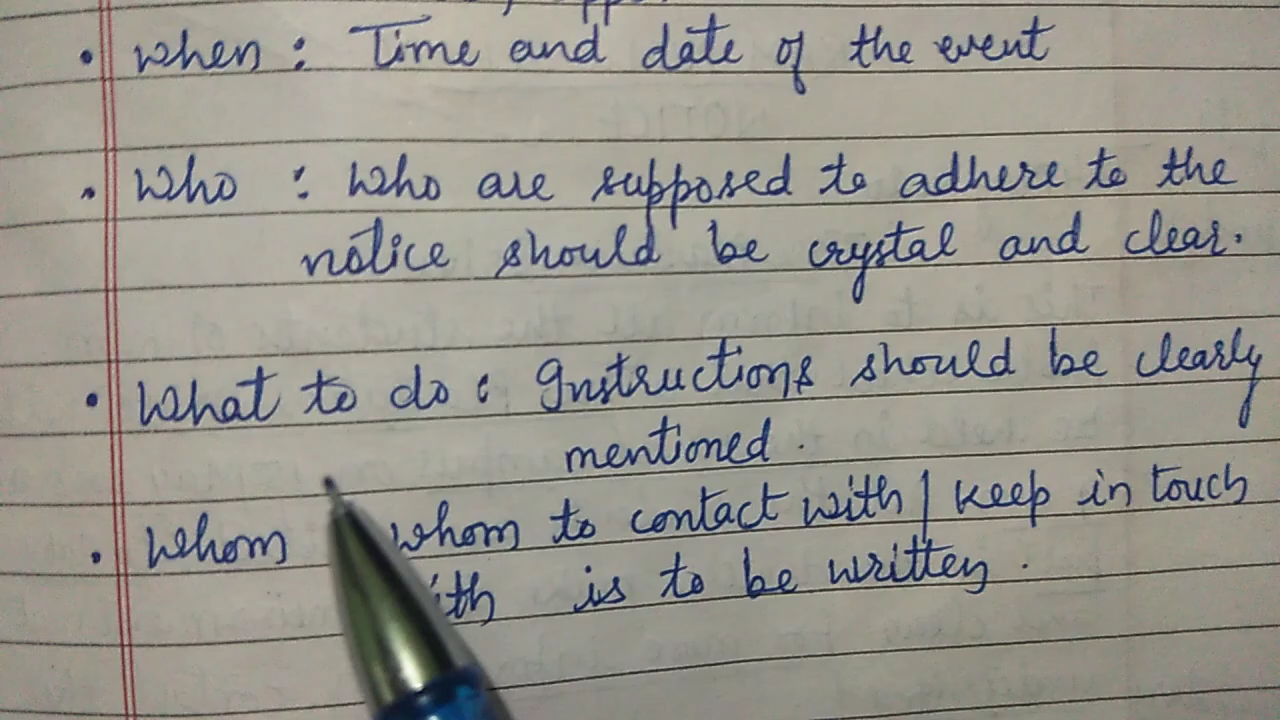 • When : Time and date of the event
• Who : Who are supposed to adhere to the
notice should be crystal and clear.
• What to do : Instructions should be clearly
mentioned.
• Whom whom to contact with / keep in touch
is to be written.